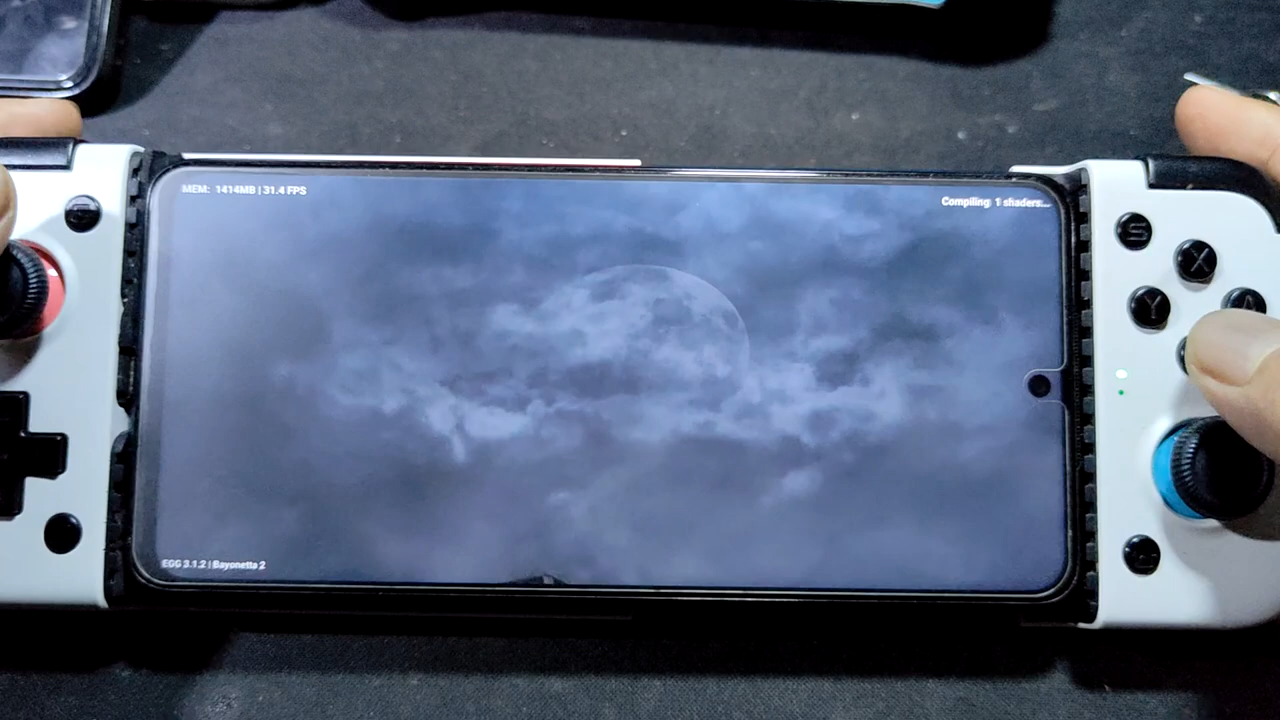 MEM: 1414MB | 31.4 FPS
Compiling 1 shaders...
S
X
Y
A
EGG 3.1.2 | Bayonetta 2